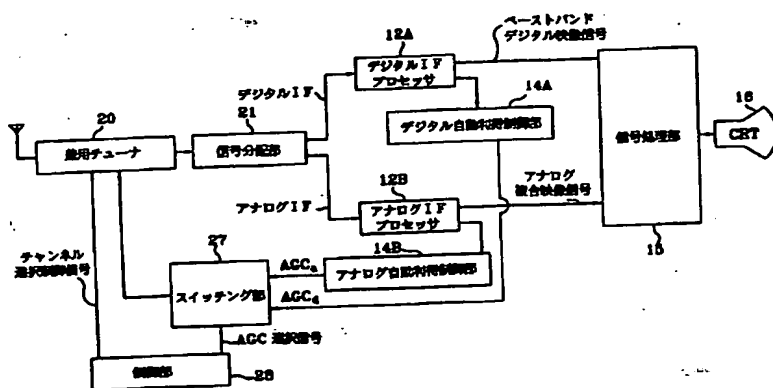 12A
ベーストバンド
デジタル映像信号
デジタルIF
プロセッサ
14A
16
デジタルIF
20
21
デジタル自動利得制御部
兼用チューナ
信号分配部
信号処理部
CRT
12B
アナログ
複合映像信号
アナログIF
アナログIF
プロセッサ
チャンネル
選択制御信号
27
14B
15
AGCa
アナログ自動利得制御部
スイッチング部
AGCd
AGC 選択信号
制御部
28